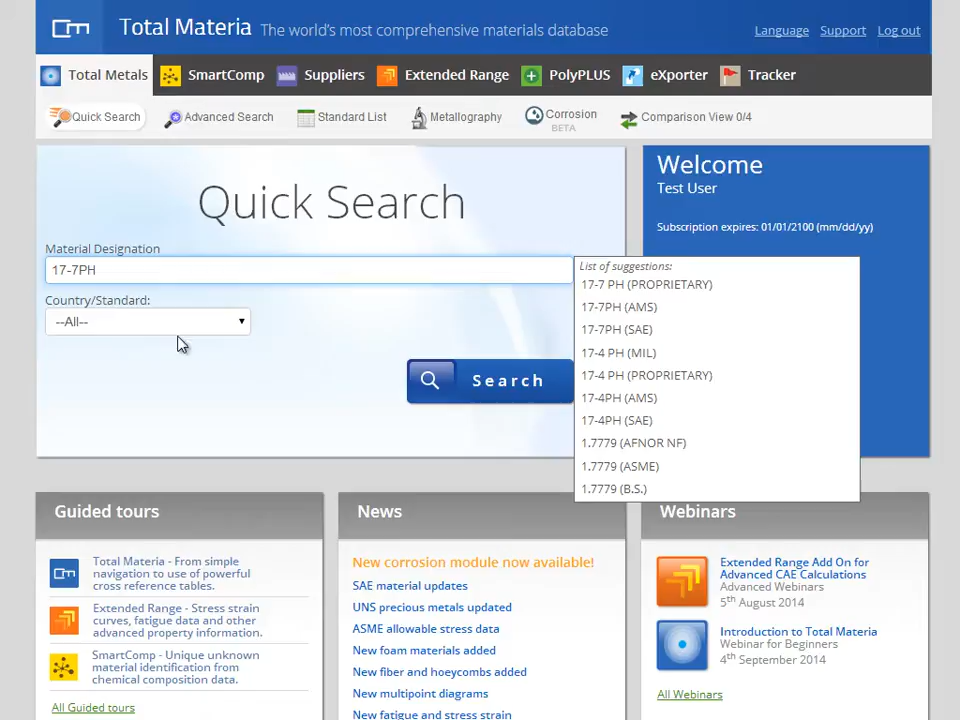 Total Materia The world's most comprehensive materials database
Language Support Log out
Total Metals SmartComp Suppliers Extended Range PolyPLUS eXporter Tracker
Quick Search Advanced Search Standard List Metallography Corrosion BETA Comparison View 0/4
Quick Search
Material Designation
17-7PH
Country/Standard:
--All--
Search
List of suggestions:
17-7 PH (PROPRIETARY)
17-7PH (AMS)
17-7PH (SAE)
17-4 PH (MIL)
17-4 PH (PROPRIETARY)
17-4PH (AMS)
17-4PH (SAE)
1.7779 (AFNOR NF)
1.7779 (ASME)
1.7779 (B.S.)
Welcome
Test User
Subscription expires: 01/01/2100 (mm/dd/yy)
Guided tours
Total Materia - From simple
navigation to use of powerful
cross reference tables.
Extended Range - Stress strain
curves, fatigue data and other
advanced property information.
SmartComp - Unique unknown
material identification from
chemical composition data.
All Guided tours
News
New corrosion module now available!
SAE material updates
UNS precious metals updated
ASME allowable stress data
New foam materials added
New fiber and hoeycombs added
New multipoint diagrams
New fatigue and stress strain
Webinars
Extended Range Add On for
Advanced CAE Calculations
Advanced Webinars
5th August 2014
Introduction to Total Materia
Webinar for Beginners
4th September 2014
All Webinars